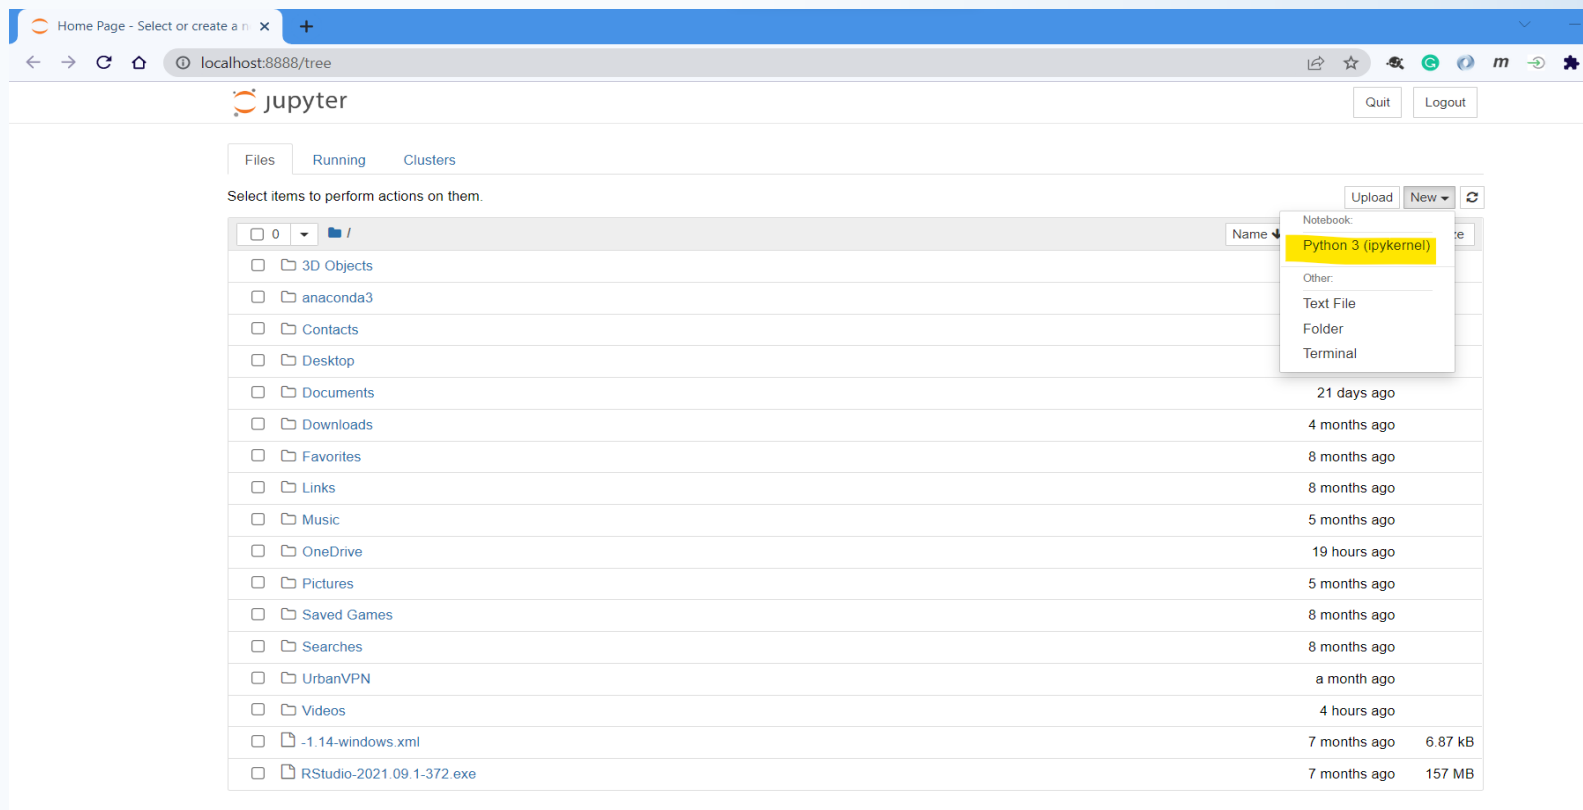 Home Page - Select or create a n
localhost:8888/tree
m
jupyter
Quit Logout
Files Running Clusters
Select items to perform actions on them.
Upload New
Notebook:
0 / Name
Python 3 (ipykernel)
3D Objects
Other:
anaconda3
Text File
Contacts
Folder
Terminal
Desktop
Documents 21 days ago
Downloads 4 months ago
Favorites 8 months ago
Links 8 months ago
Music 5 months ago
OneDrive 19 hours ago
Pictures 5 months ago
Saved Games 8 months ago
Searches 8 months ago
UrbanVPN a month ago
Videos 4 hours ago
-1.14-windows.xml 7 months ago 6.87 kB
RStudio-2021.09.1-372.exe 7 months ago 157 MB